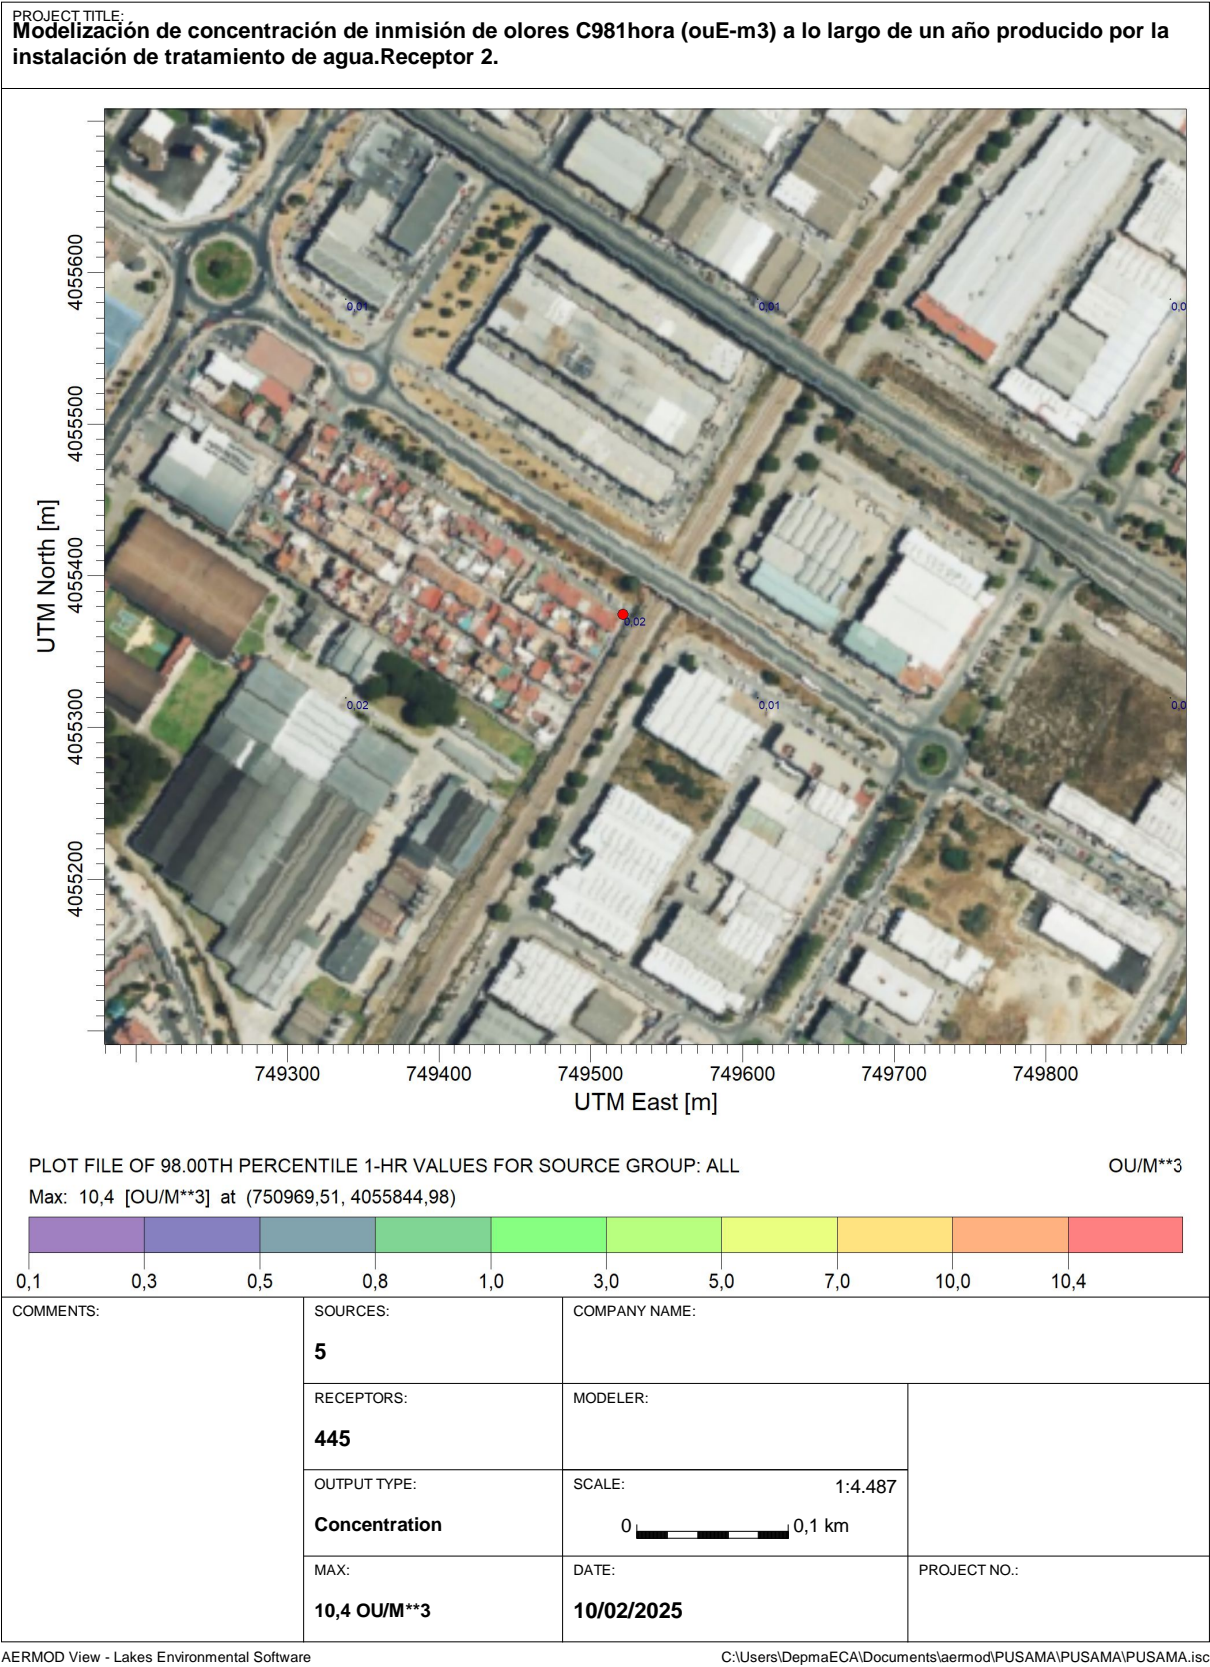 PROJECT TITLE:
Modelización de concentración de inmisión de olores C981hora (ouE-m3) a lo largo de un año producido por la
instalación de tratamiento de agua.Receptor 2.
4055600
0,01
0,01
0,0
4055500
UTM North [m]
4055400
0,02
4055300
0,02
0,01
0,0
4055200
749300 749400 749500 749600 749700 749800
UTM East [m]
PLOT FILE OF 98.00TH PERCENTILE 1-HR VALUES FOR SOURCE GROUP: ALL
OU/M**3
Max: 10,4 [OU/M**3] at (750969,51, 4055844,98)
0,1 0,3 0,5 0,8 1,0 3,0 5,0 7,0 10,0 10,4
COMMENTS:
SOURCES:
5
COMPANY NAME:
RECEPTORS:
445
MODELER:
OUTPUT TYPE:
Concentration
SCALE:
1:4.487
0
0,1 km
MAX:
10,4 OU/M**3
DATE:
10/02/2025
PROJECT NO.:
AERMOD View - Lakes Environmental Software
C:\Users\DepmaECA\Documents\aermod\PUSAMA\PUSAMA\PUSAMA.isc